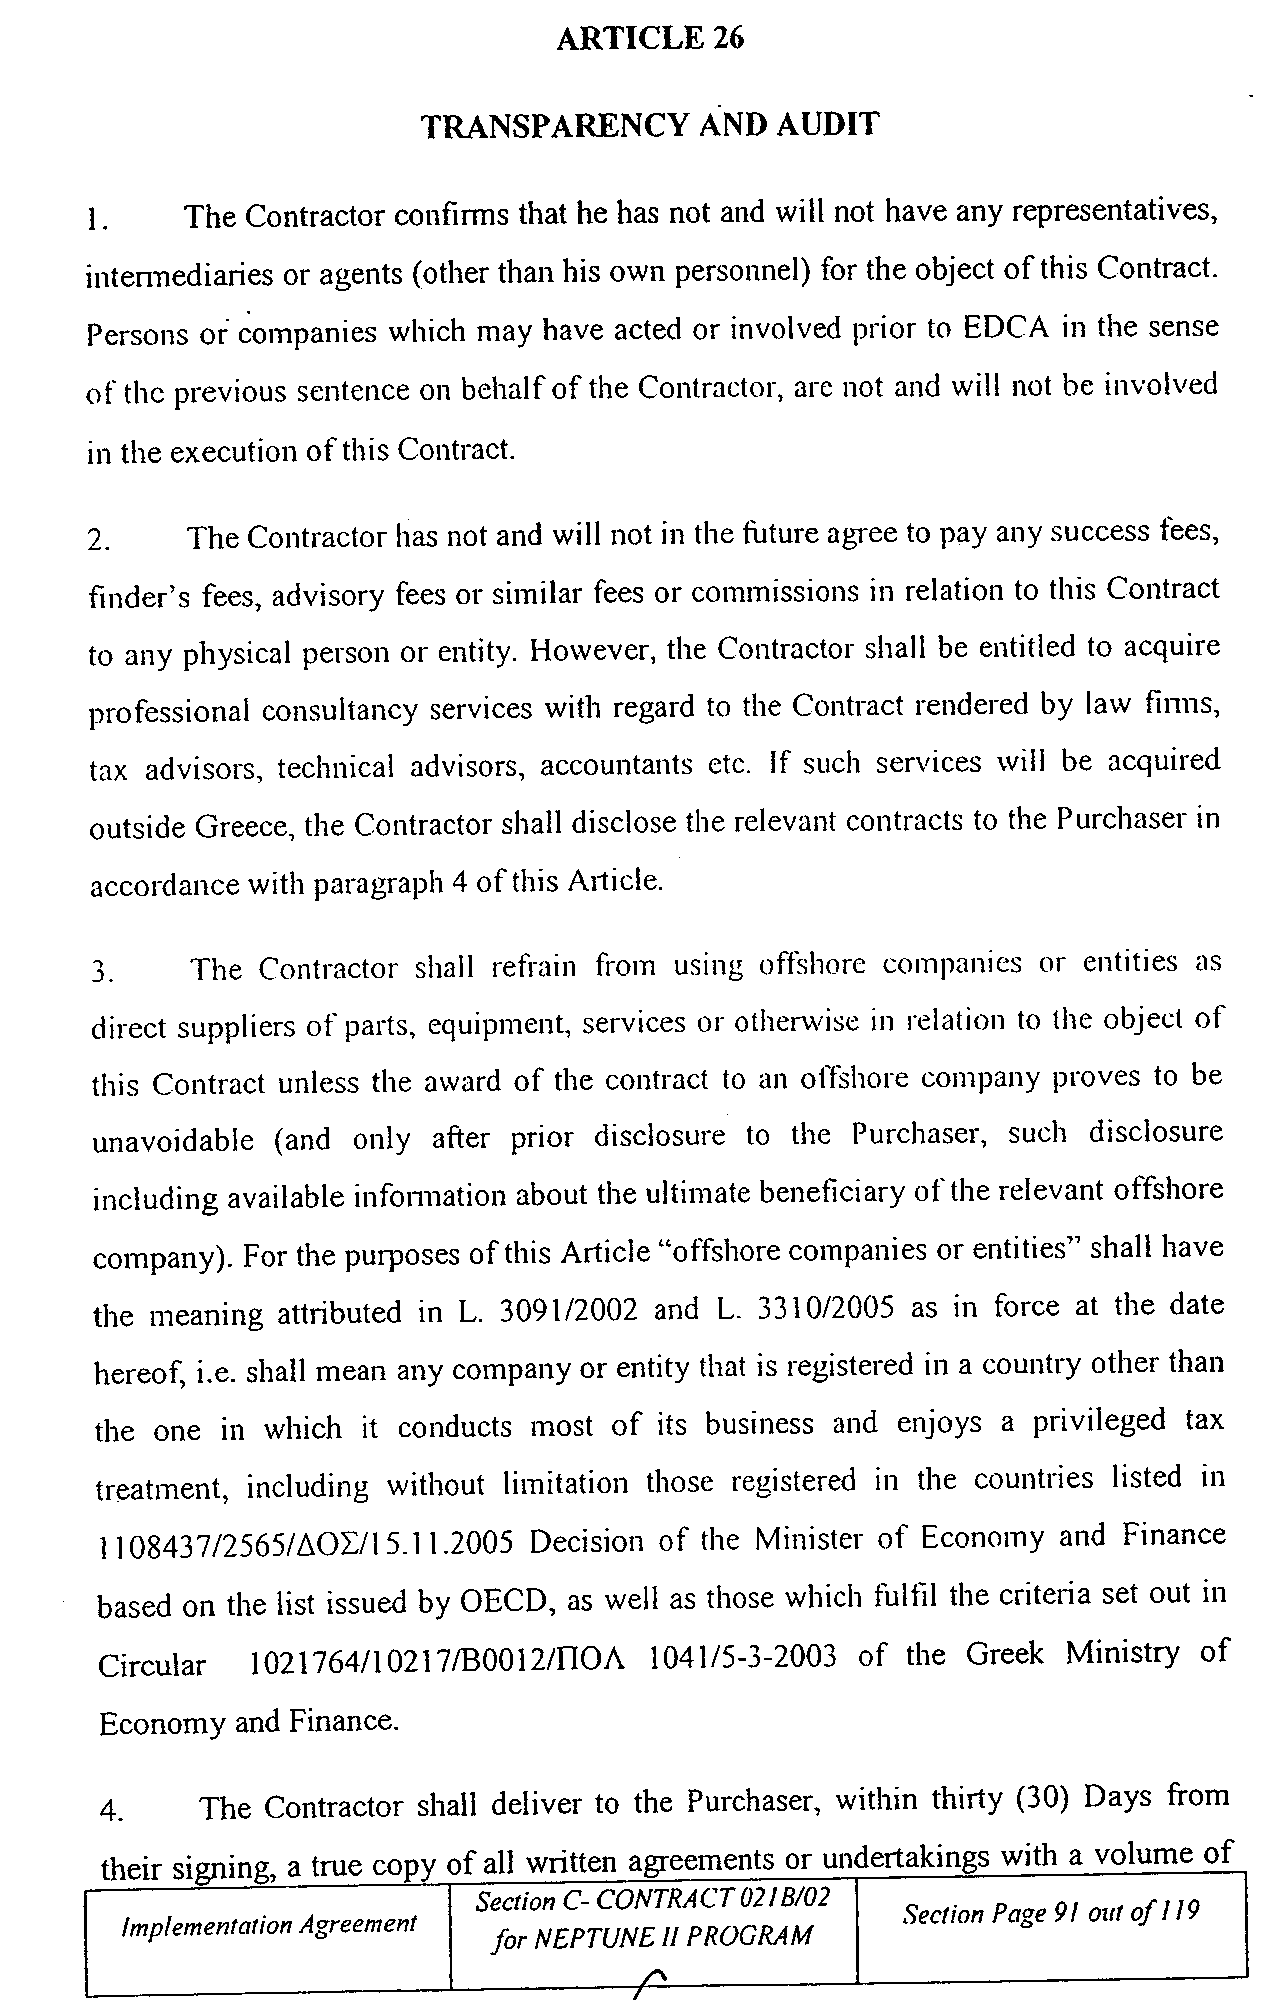 ARTICLE 26
TRANSPARENCY AND AUDIT
1. The Contractor confirms that he has not and will not have any representatives,
intermediaries or agents (other than his own personnel) for the object of this Contract.
Persons or companies which may have acted or involved prior to EDCA in the sense
of the previous sentence on behalf of the Contractor, are not and will not be involved
in the execution of this Contract.
2. The Contractor has not and will not in the future agree to pay any success fees,
finder's fees, advisory fees or similar fees or commissions in relation to this Contract
to any physical person or entity. However, the Contractor shall be entitled to acquire
professional consultancy services with regard to the Contract rendered by law firms,
tax advisors, technical advisors, accountants etc. If such services will be acquired
outside Greece, the Contractor shall disclose the relevant contracts to the Purchaser in
accordance with paragraph 4 of this Article.
3. The Contractor shall refrain from using offshore companies or entities as
direct suppliers of parts, equipment, services or otherwise in relation to the object of
this Contract unless the award of the contract to an offshore company proves to be
unavoidable (and only after prior disclosure to the Purchaser, such disclosure
including available information about the ultimate beneficiary of the relevant offshore
company). For the purposes of this Article “offshore companies or entities” shall have
the meaning attributed in L. 3091/2002 and L. 3310/2005 as in force at the date
hereof, i.e. shall mean any company or entity that is registered in a country other than
the one in which it conducts most of its business and enjoys a privileged tax
treatment, including without limitation those registered in the countries listed in
1108437/2565/ΔΟΣ/15.11.2005 Decision of the Minister of Economy and Finance
based on the list issued by OECD, as well as those which fulfil the criteria set out in
Circular 1021764/10217/B0012/ΠΟΛ 1041/5-3-2003 of the Greek Ministry of
Economy and Finance.
4. The Contractor shall deliver to the Purchaser, within thirty (30) Days from
their signing, a true copy of all written agreements or undertakings with a volume of
Implementation Agreement
Section C- CONTRACT 021B/02
for NEPTUNE II PROGRAM
Section Page 91 out of 119